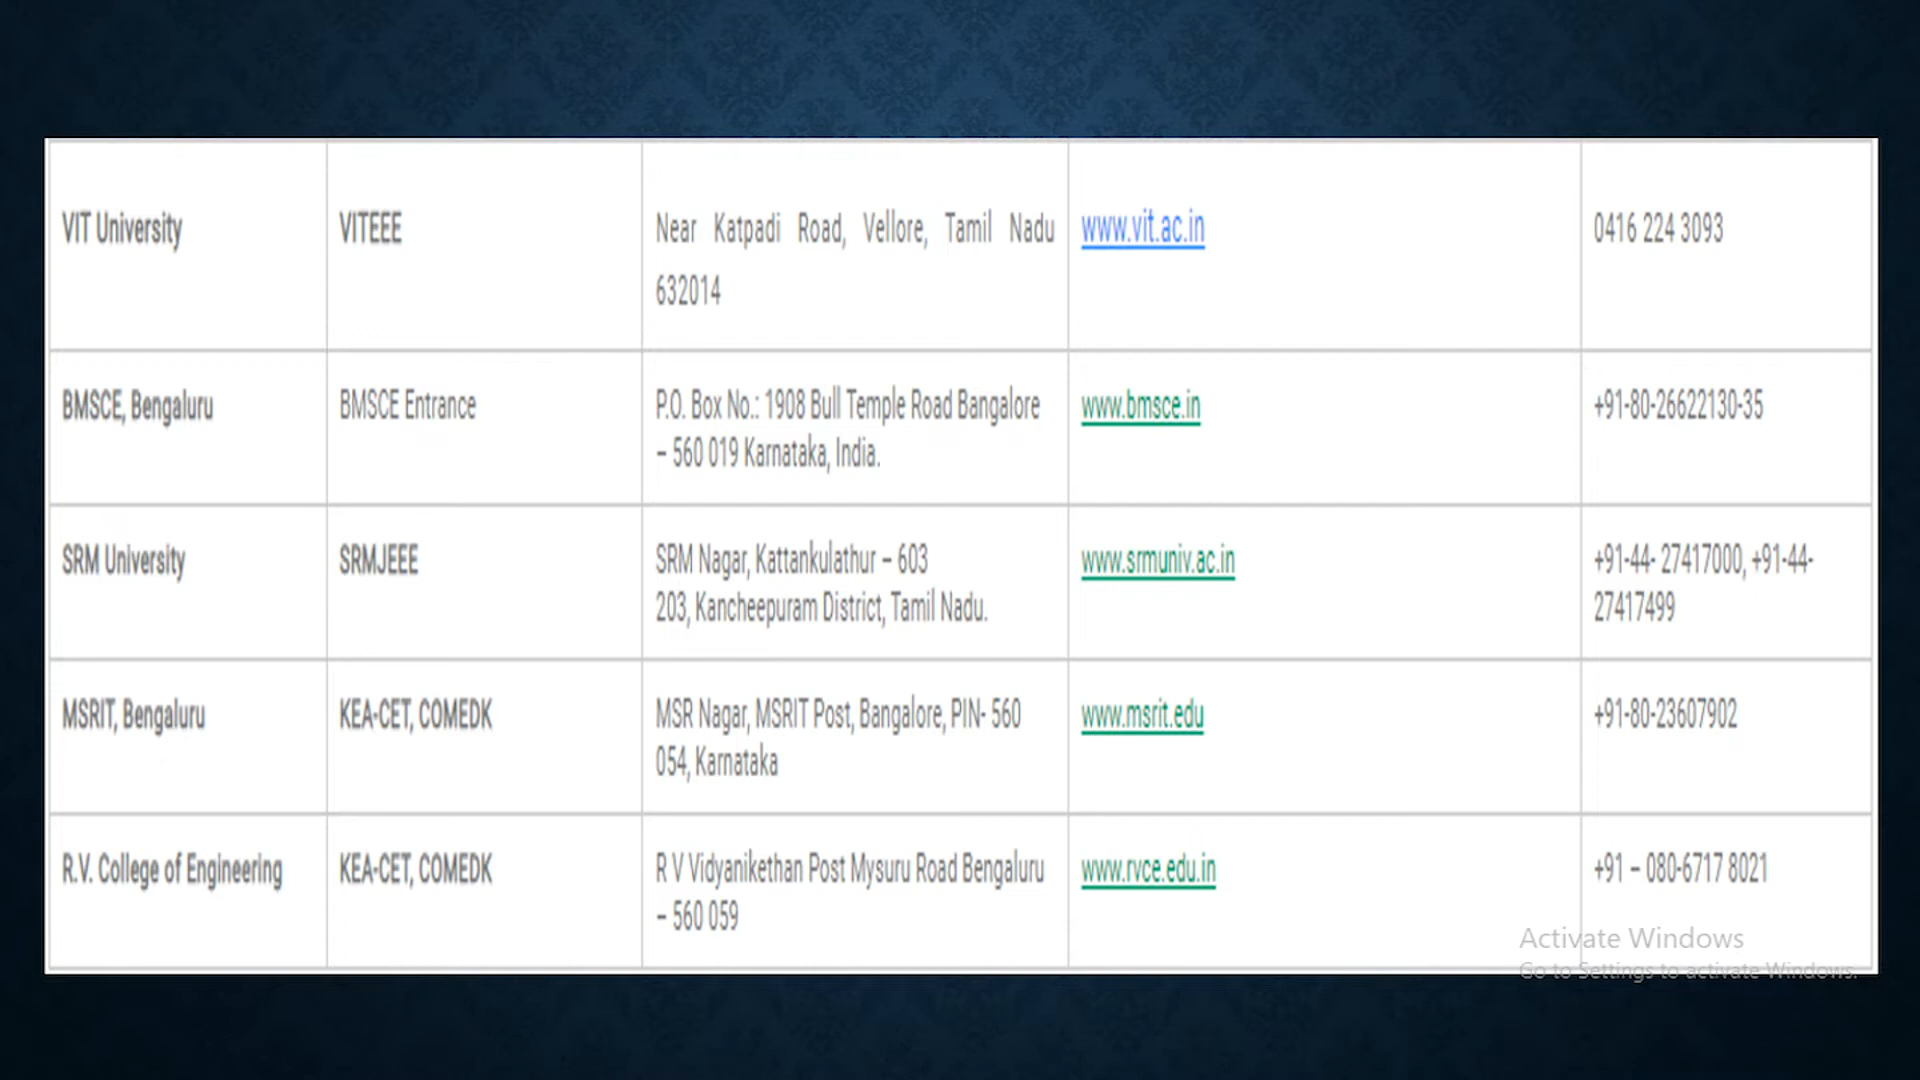 VIT University
VITEEE
Near Katpadi Road, Vellore, Tamil Nadu
632014
www.vit.ac.in
0416 224 3093
BMSCE, Bengaluru
BMSCE Entrance
P.O. Box No.: 1908 Bull Temple Road Bangalore
– 560 019 Karnataka, India.
www.bmsce.in
+91-80-26622130-35
SRM University
SRMJEEE
SRM Nagar, Kattankulathur – 603
203, Kancheepuram District, Tamil Nadu.
www.srmuniv.ac.in
+91-44- 27417000, +91-44-
27417499
MSRIT, Bengaluru
KEA-CET, COMEDK
MSR Nagar, MSRIT Post, Bangalore, PIN- 560
054, Karnataka
www.msrit.edu
+91-80-23607902
R.V. College of Engineering
KEA-CET, COMEDK
R V Vidyanikethan Post Mysuru Road Bengaluru
– 560 059
www.rvce.edu.in
+91 – 080-6717 8021
Activate Windows
Go to Settings to activate Windows.